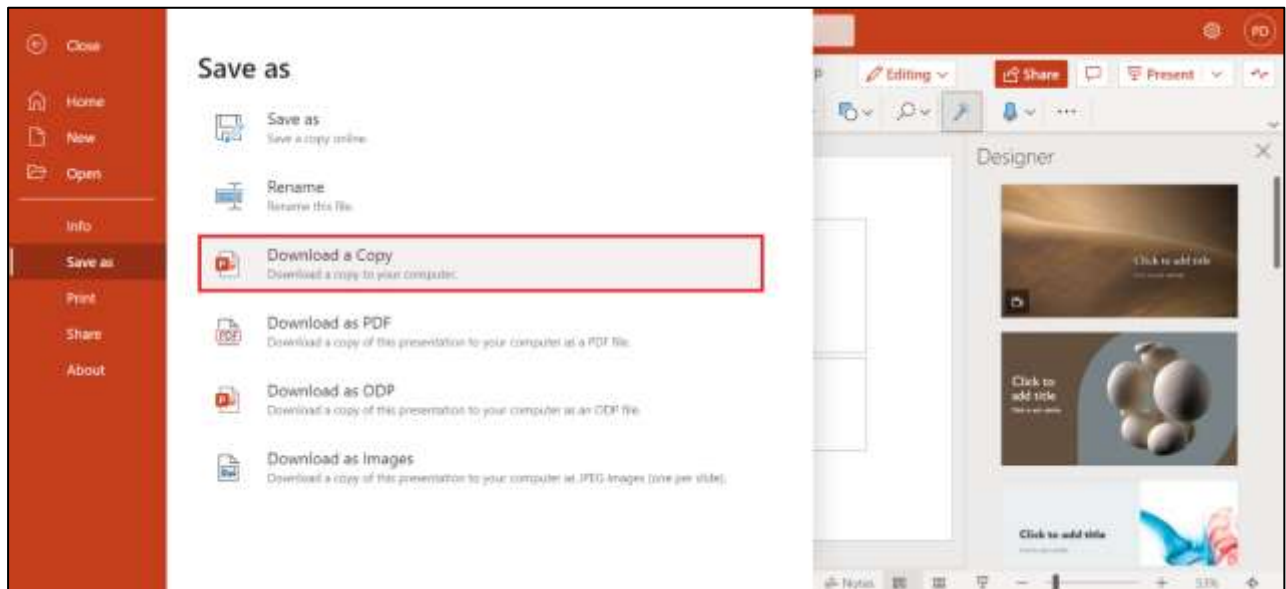 Close
Home
New
Open
Info
Save as
Print
Share
About
Save as
Save as
Save a copy online.
Rename
Rename this file.
Download a Copy
Download a copy to your computer.
Download as PDF
Download a copy of this presentation to your computer as a PDF file.
Download as ODP
Download a copy of this presentation to your computer as an ODP file.
Download as Images
Download a copy of this presentation to your computer as JPEG Images (one per slide).
PD
Editing
Share
Present
Designer
Click to add title
Click to
add title
Click to add title
Notes
53%